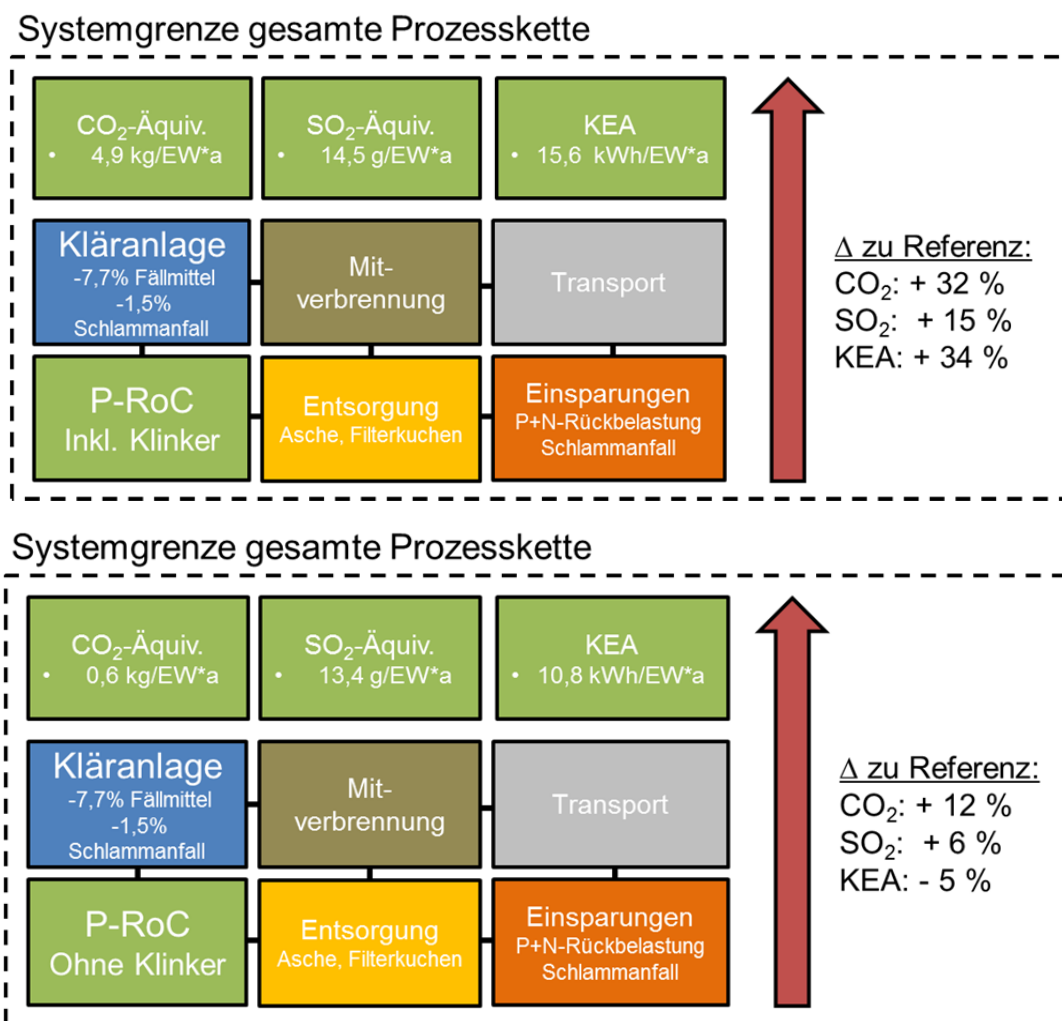 Systemgrenze gesamte Prozesskette
CO₂-Äquiv.
• 4,9 kg/EW*a
SO₂-Äquiv.
• 14,5 g/EW*a
KEA
• 15,6 kWh/EW*a
Kläranlage
-7,7% Fällmittel
-1,5%
Schlammanfall
Mit-
verbrennung
Transport
P-RoC
Inkl. Klinker
Entsorgung
Asche, Filterkuchen
Einsparungen
P+N-Rückbelastung
Schlammanfall
Δ zu Referenz:
CO₂: + 32 %
SO₂: + 15 %
KEA: + 34 %
Systemgrenze gesamte Prozesskette
CO₂-Äquiv.
• 0,6 kg/EW*a
SO₂-Äquiv.
• 13,4 g/EW*a
KEA
• 10,8 kWh/EW*a
Kläranlage
-7,7% Fällmittel
-1,5%
Schlammanfall
Mit-
verbrennung
Transport
P-RoC
Ohne Klinker
Entsorgung
Asche, Filterkuchen
Einsparungen
P+N-Rückbelastung
Schlammanfall
Δ zu Referenz:
CO₂: + 12 %
SO₂: + 6 %
KEA: - 5 %